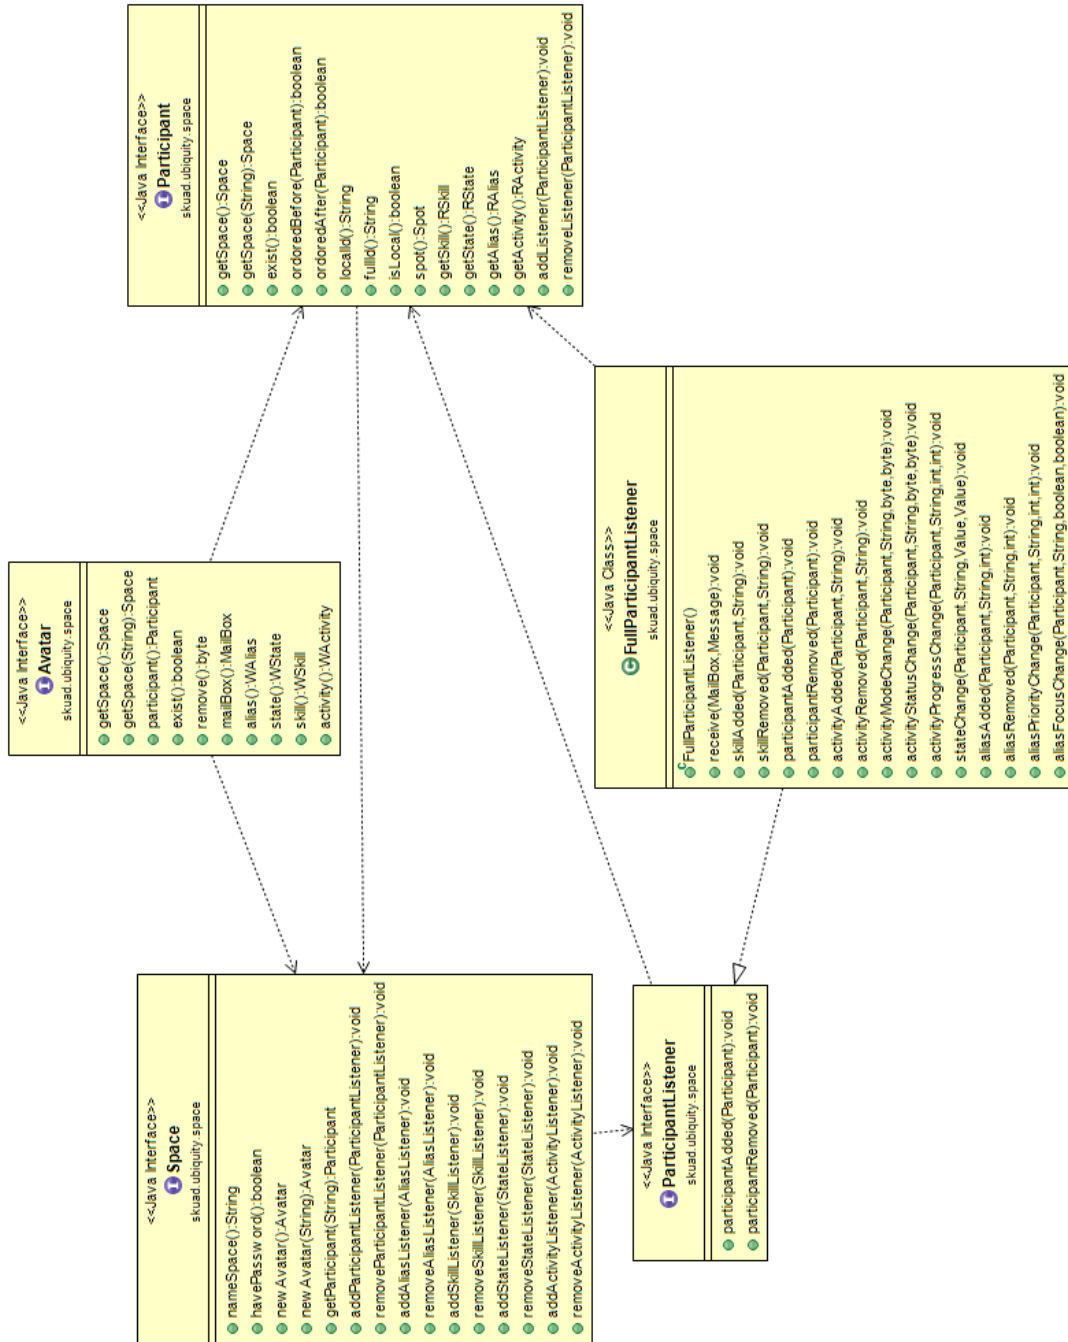 <<Java Interface>>
Participant
skuad.ubiquity.space
getSpace():Space
getSpace(String):Space
exist():boolean
ordoredBefore(Participant):boolean
ordoredAfter(Participant):boolean
localId():String
fullId():String
isLocal():boolean
spot():Spot
getSkill():RSkill
getState():RState
getAlias():RAlias
getActivity():RActivity
addListener(ParticipantListener):void
removeListener(ParticipantListener):void
<<Java Interface>>
Avatar
skuad.ubiquity.space
getSpace():Space
getSpace(String):Space
participant():Participant
exist():boolean
remove():byte
mailBox():MailBox
alias():WAlias
state():WState
skill():WSkill
activity():WActivity
<<Java Class>>
FullParticipantListener
skuad.ubiquity.space
FullParticipantListener()
receive(MailBox,Message):void
skillAdded(Participant,String):void
skillRemoved(Participant,String):void
participantAdded(Participant):void
participantRemoved(Participant):void
activityAdded(Participant,String):void
activityRemoved(Participant,String):void
activityModeChange(Participant,String,byte,byte):void
activityStatusChange(Participant,String,byte,byte):void
activityProgressChange(Participant,String,int,int):void
stateChange(Participant,String,Value,Value):void
aliasAdded(Participant,String,int):void
aliasRemoved(Participant,String,int):void
aliasPriorityChange(Participant,String,int,int):void
aliasFocusChange(Participant,String,boolean,boolean):void
<<Java Interface>>
Space
skuad.ubiquity.space
nameSpace():String
havePassword():boolean
newAvatar():Avatar
newAvatar(String):Avatar
getParticipant(String):Participant
addParticipantListener(ParticipantListener):void
removeParticipantListener(ParticipantListener):void
addAliasListener(AliasListener):void
removeAliasListener(AliasListener):void
addSkillListener(SkillListener):void
removeSkillListener(SkillListener):void
addStateListener(StateListener):void
removeStateListener(StateListener):void
addActivityListener(ActivityListener):void
removeActivityListener(ActivityListener):void
<<Java Interface>>
ParticipantListener
skuad.ubiquity.space
participantAdded(Participant):void
participantRemoved(Participant):void